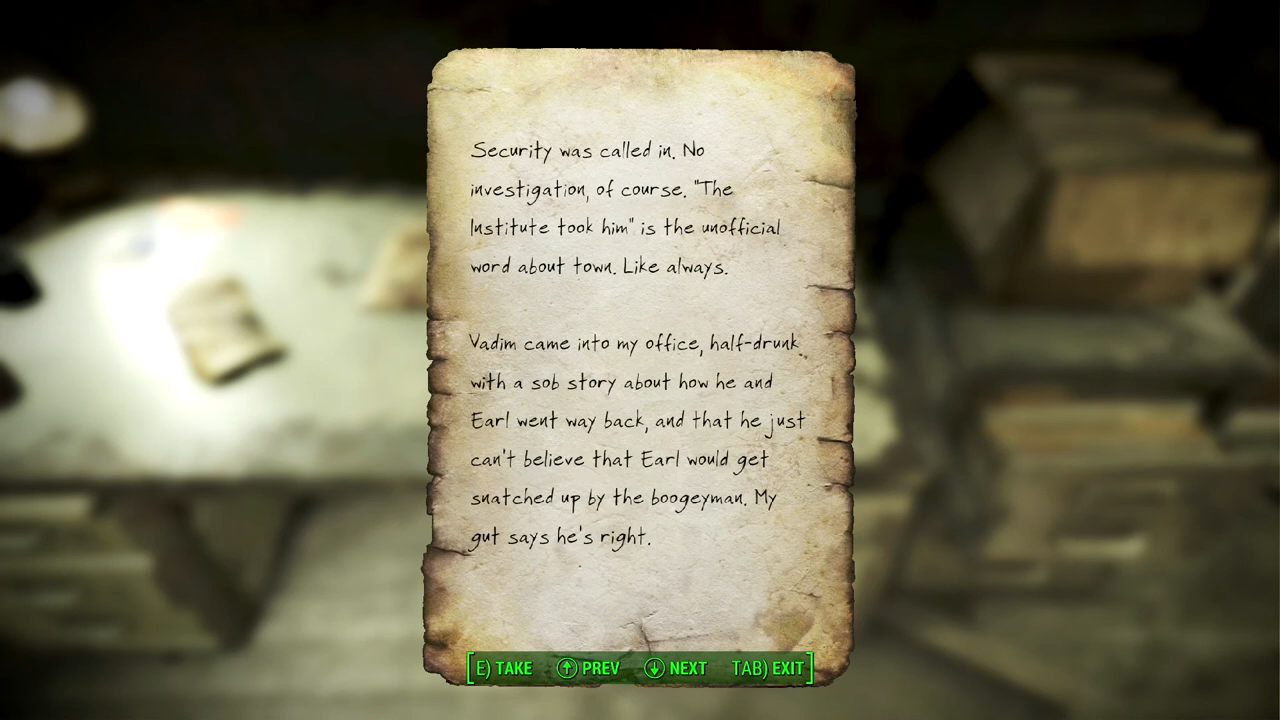 Security was called in. No
investigation, of course. "The
Institute took him" is the unofficial
word about town. Like always.
Vadim came into my office, half-drunk
with a sob story about how he and
Earl went way back, and that he just
can't believe that Earl would get
snatched up by the boogeyman. My
gut says he's right.
E) TAKE PREV NEXT TAB) EXIT